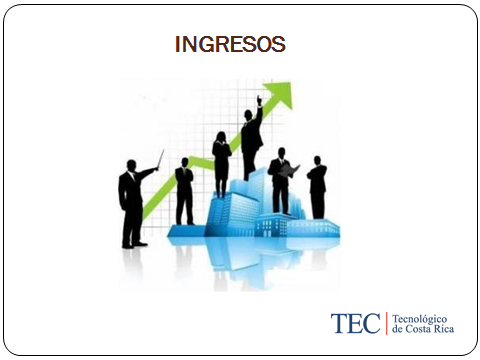 INGRESOS
TEC
Tecnológico
de Costa Rica